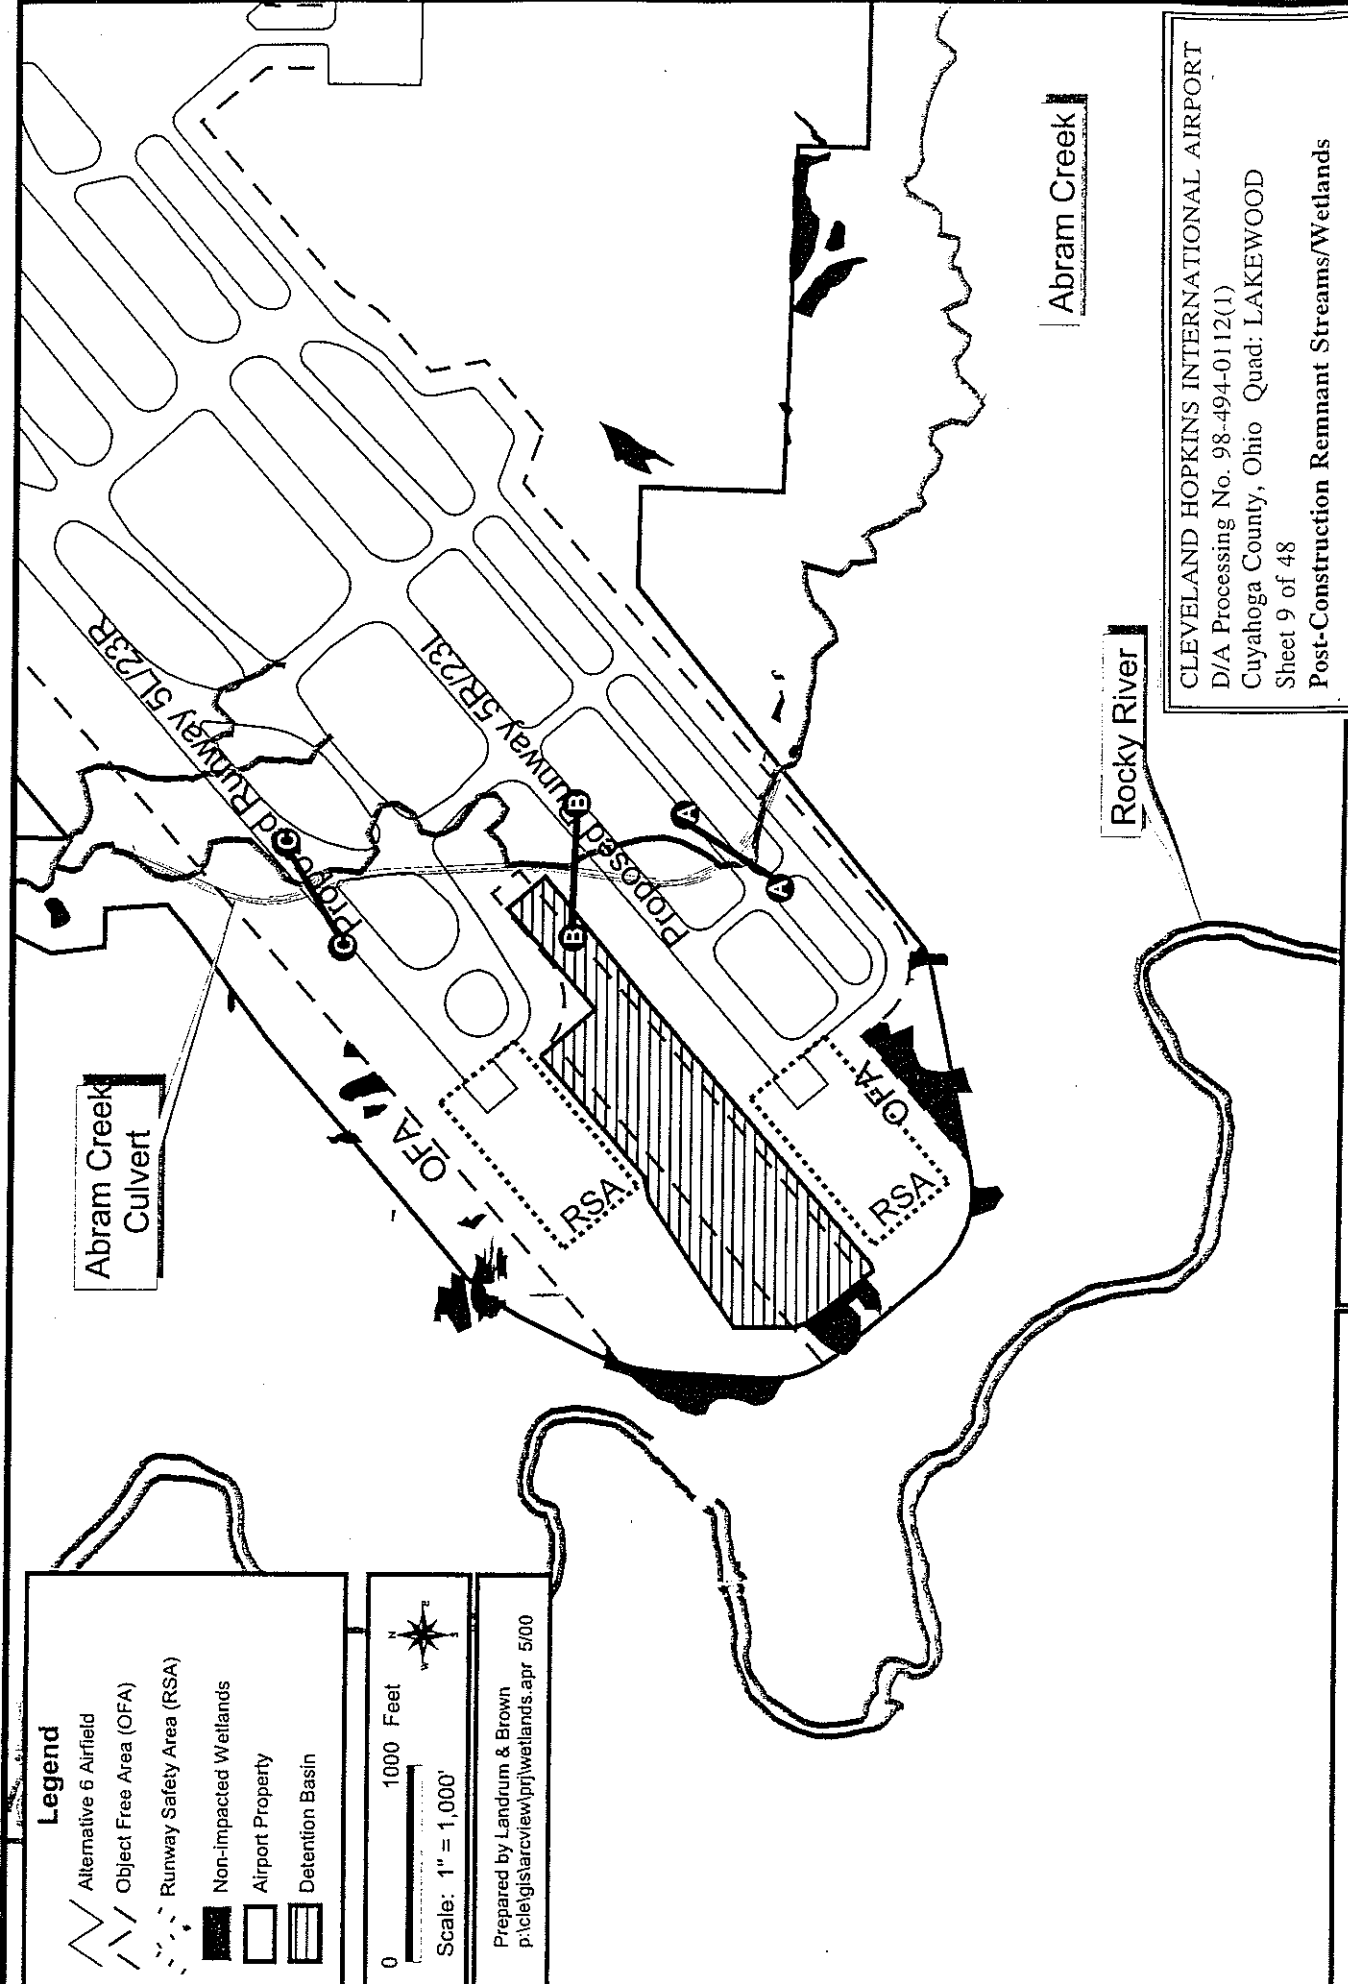 Legend
Alternative 6 Airfield
Object Free Area (OFA)
Runway Safety Area (RSA)
Non-impacted Wetlands
Airport Property
Detention Basin
0 1000 Feet
Scale: 1" = 1,000'
N
W E
S
Prepared by Landrum & Brown
p:\cle\gis\arcview\prj\wetlands.apr 5/00
Abram Creek
Culvert
Proposed Runway 5L/23R
Proposed Runway 5R/23L
OFA
RSA
OFA
RSA
C
C
B
B
A
A
Abram Creek
Rocky River
CLEVELAND HOPKINS INTERNATIONAL AIRPORT
D/A Processing No. 98-494-0112(1)
Cuyahoga County, Ohio Quad: LAKEWOOD
Sheet 9 of 48
Post-Construction Remnant Streams/Wetlands